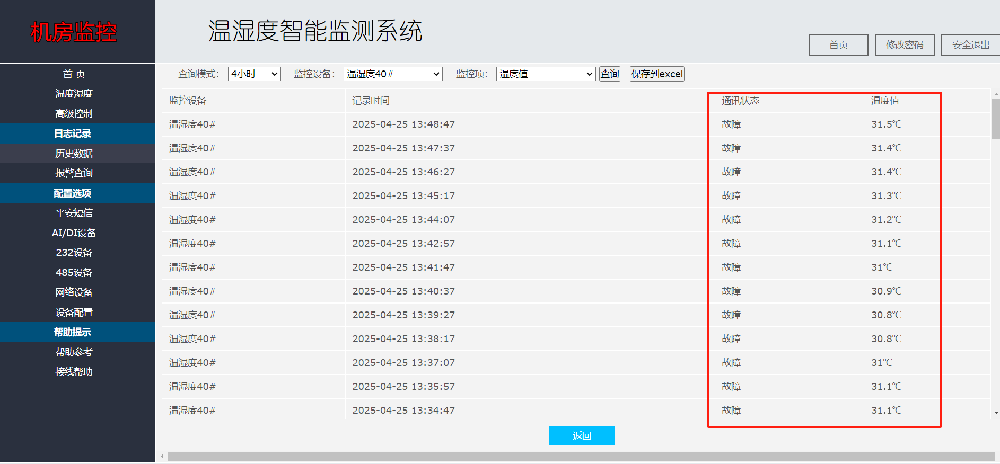 机房监控
温湿度智能监测系统
首页 修改密码 安全退出
首 页
温度湿度
高级控制
日志记录
历史数据
报警查询
配置选项
平安短信
AI/DI设备
232设备
485设备
网络设备
设备配置
帮助提示
帮助参考
接线帮助
查询模式: 4小时 监控设备: 温湿度40# 监控项: 温度值 查询 保存到excel
监控设备 记录时间 通讯状态 温度值
温湿度40# 2025-04-25 13:48:47 故障 31.5℃
温湿度40# 2025-04-25 13:47:37 故障 31.4℃
温湿度40# 2025-04-25 13:46:27 故障 31.4℃
温湿度40# 2025-04-25 13:45:17 故障 31.3℃
温湿度40# 2025-04-25 13:44:07 故障 31.2℃
温湿度40# 2025-04-25 13:42:57 故障 31.1℃
温湿度40# 2025-04-25 13:41:47 故障 31℃
温湿度40# 2025-04-25 13:40:37 故障 30.9℃
温湿度40# 2025-04-25 13:39:27 故障 30.8℃
温湿度40# 2025-04-25 13:38:17 故障 30.8℃
温湿度40# 2025-04-25 13:37:07 故障 31℃
温湿度40# 2025-04-25 13:35:57 故障 31.1℃
温湿度40# 2025-04-25 13:34:47 故障 31.1℃
返回